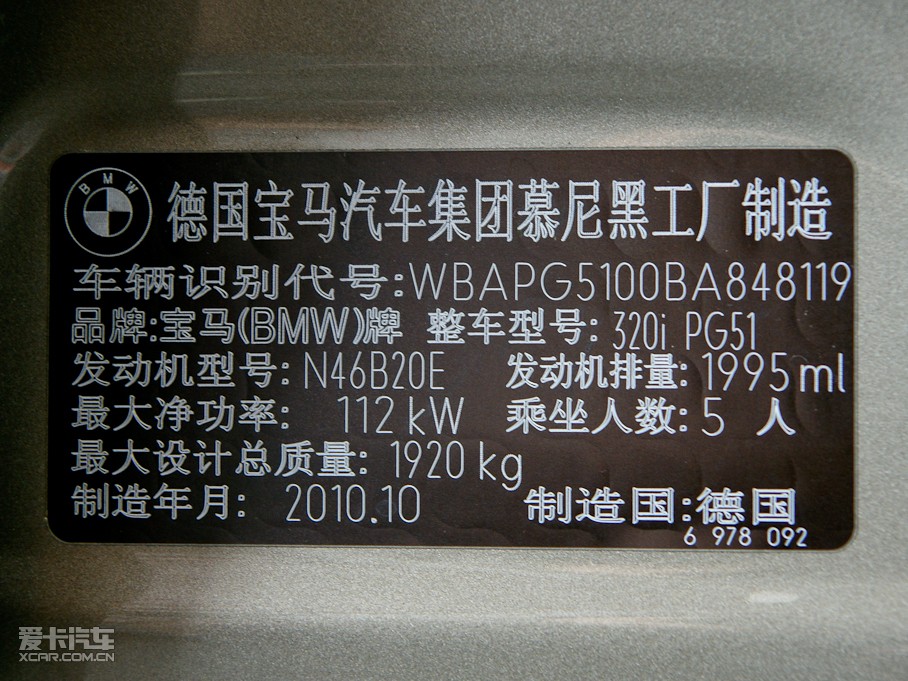 BMW
德国宝马汽车集团慕尼黑工厂制造
车辆识别代号:WBAPG5100BA848119
品牌:宝马(BMW)牌 整车型号: 320i PG51
发动机型号: N46B20E 发动机排量: 1995ml
最大净功率: 112kW 乘坐人数: 5 人
最大设计总质量: 1920kg
制造年月: 2010.10 制造国:德国
6 978 092
爱卡汽车
XCAR.COM.CN